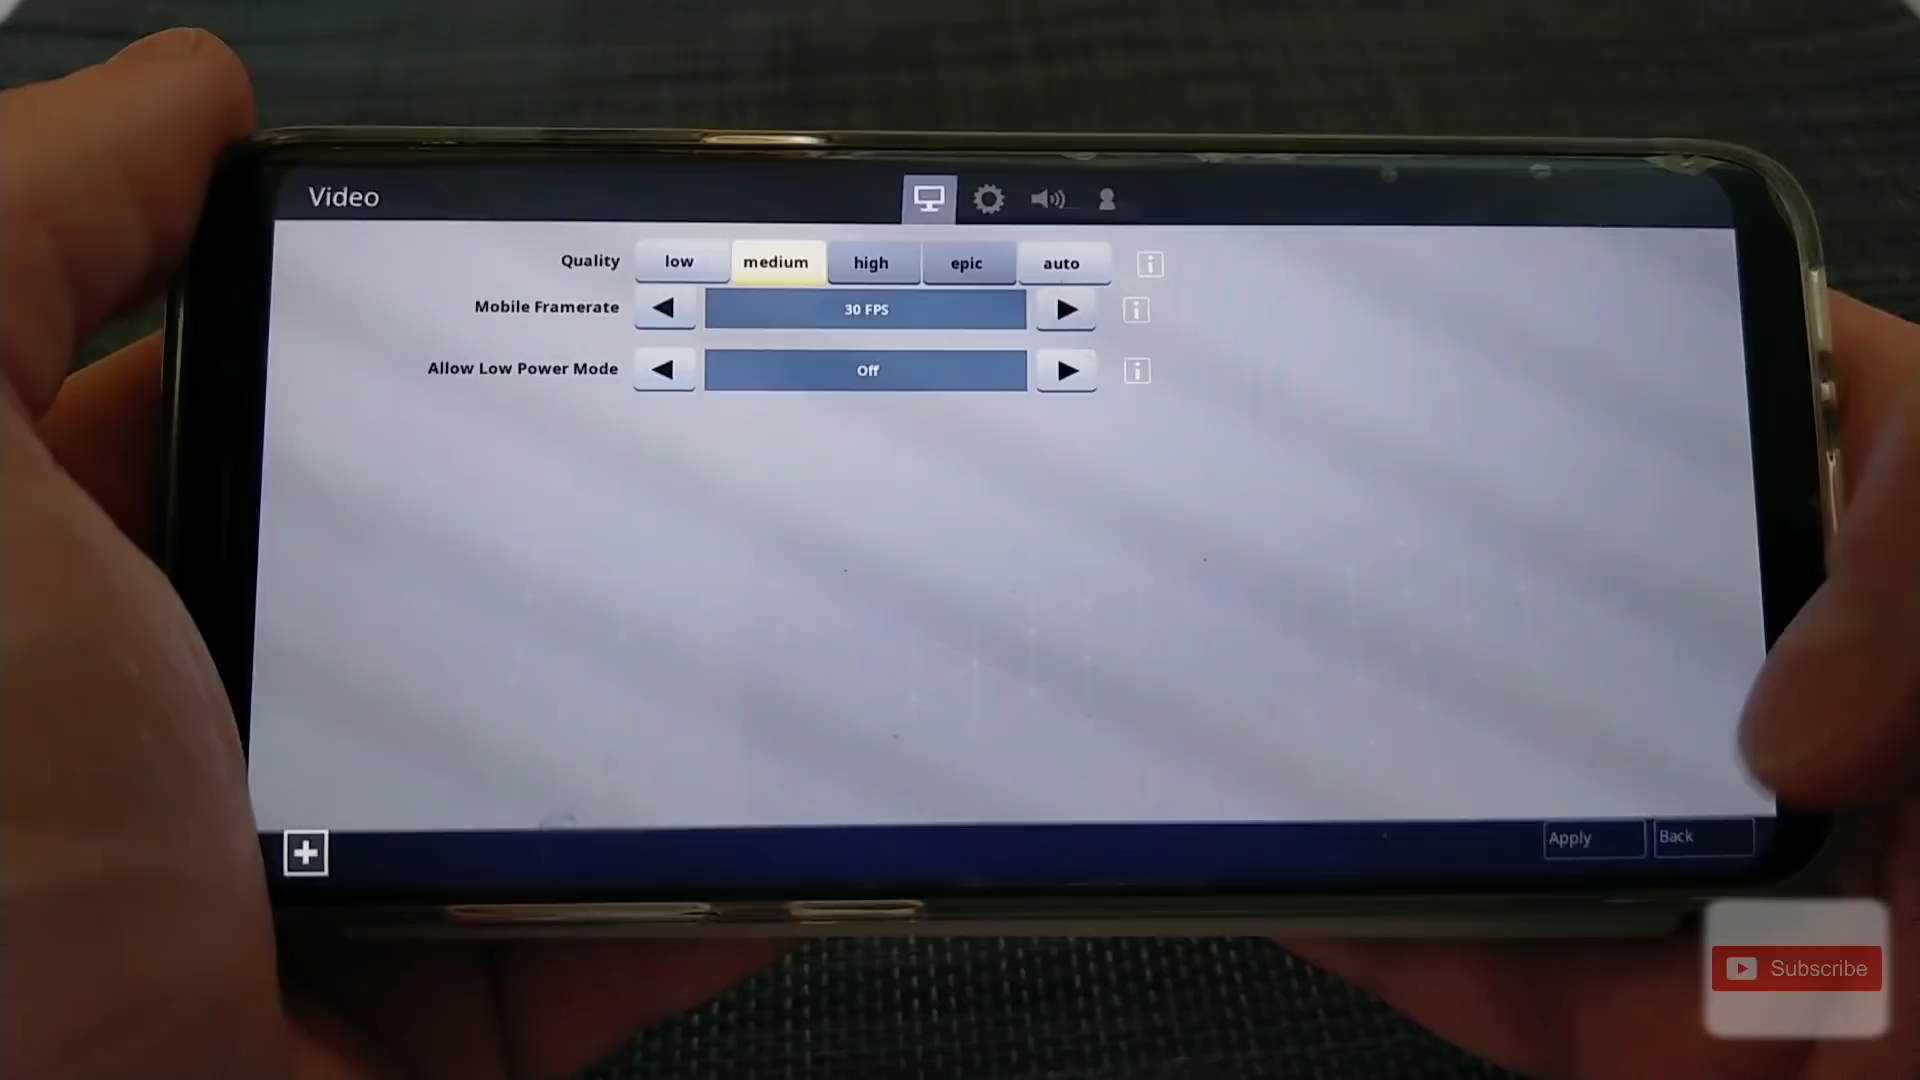 Video
Quality low medium high epic auto
Mobile Framerate 30 FPS
Allow Low Power Mode Off
Apply Back
Subscribe